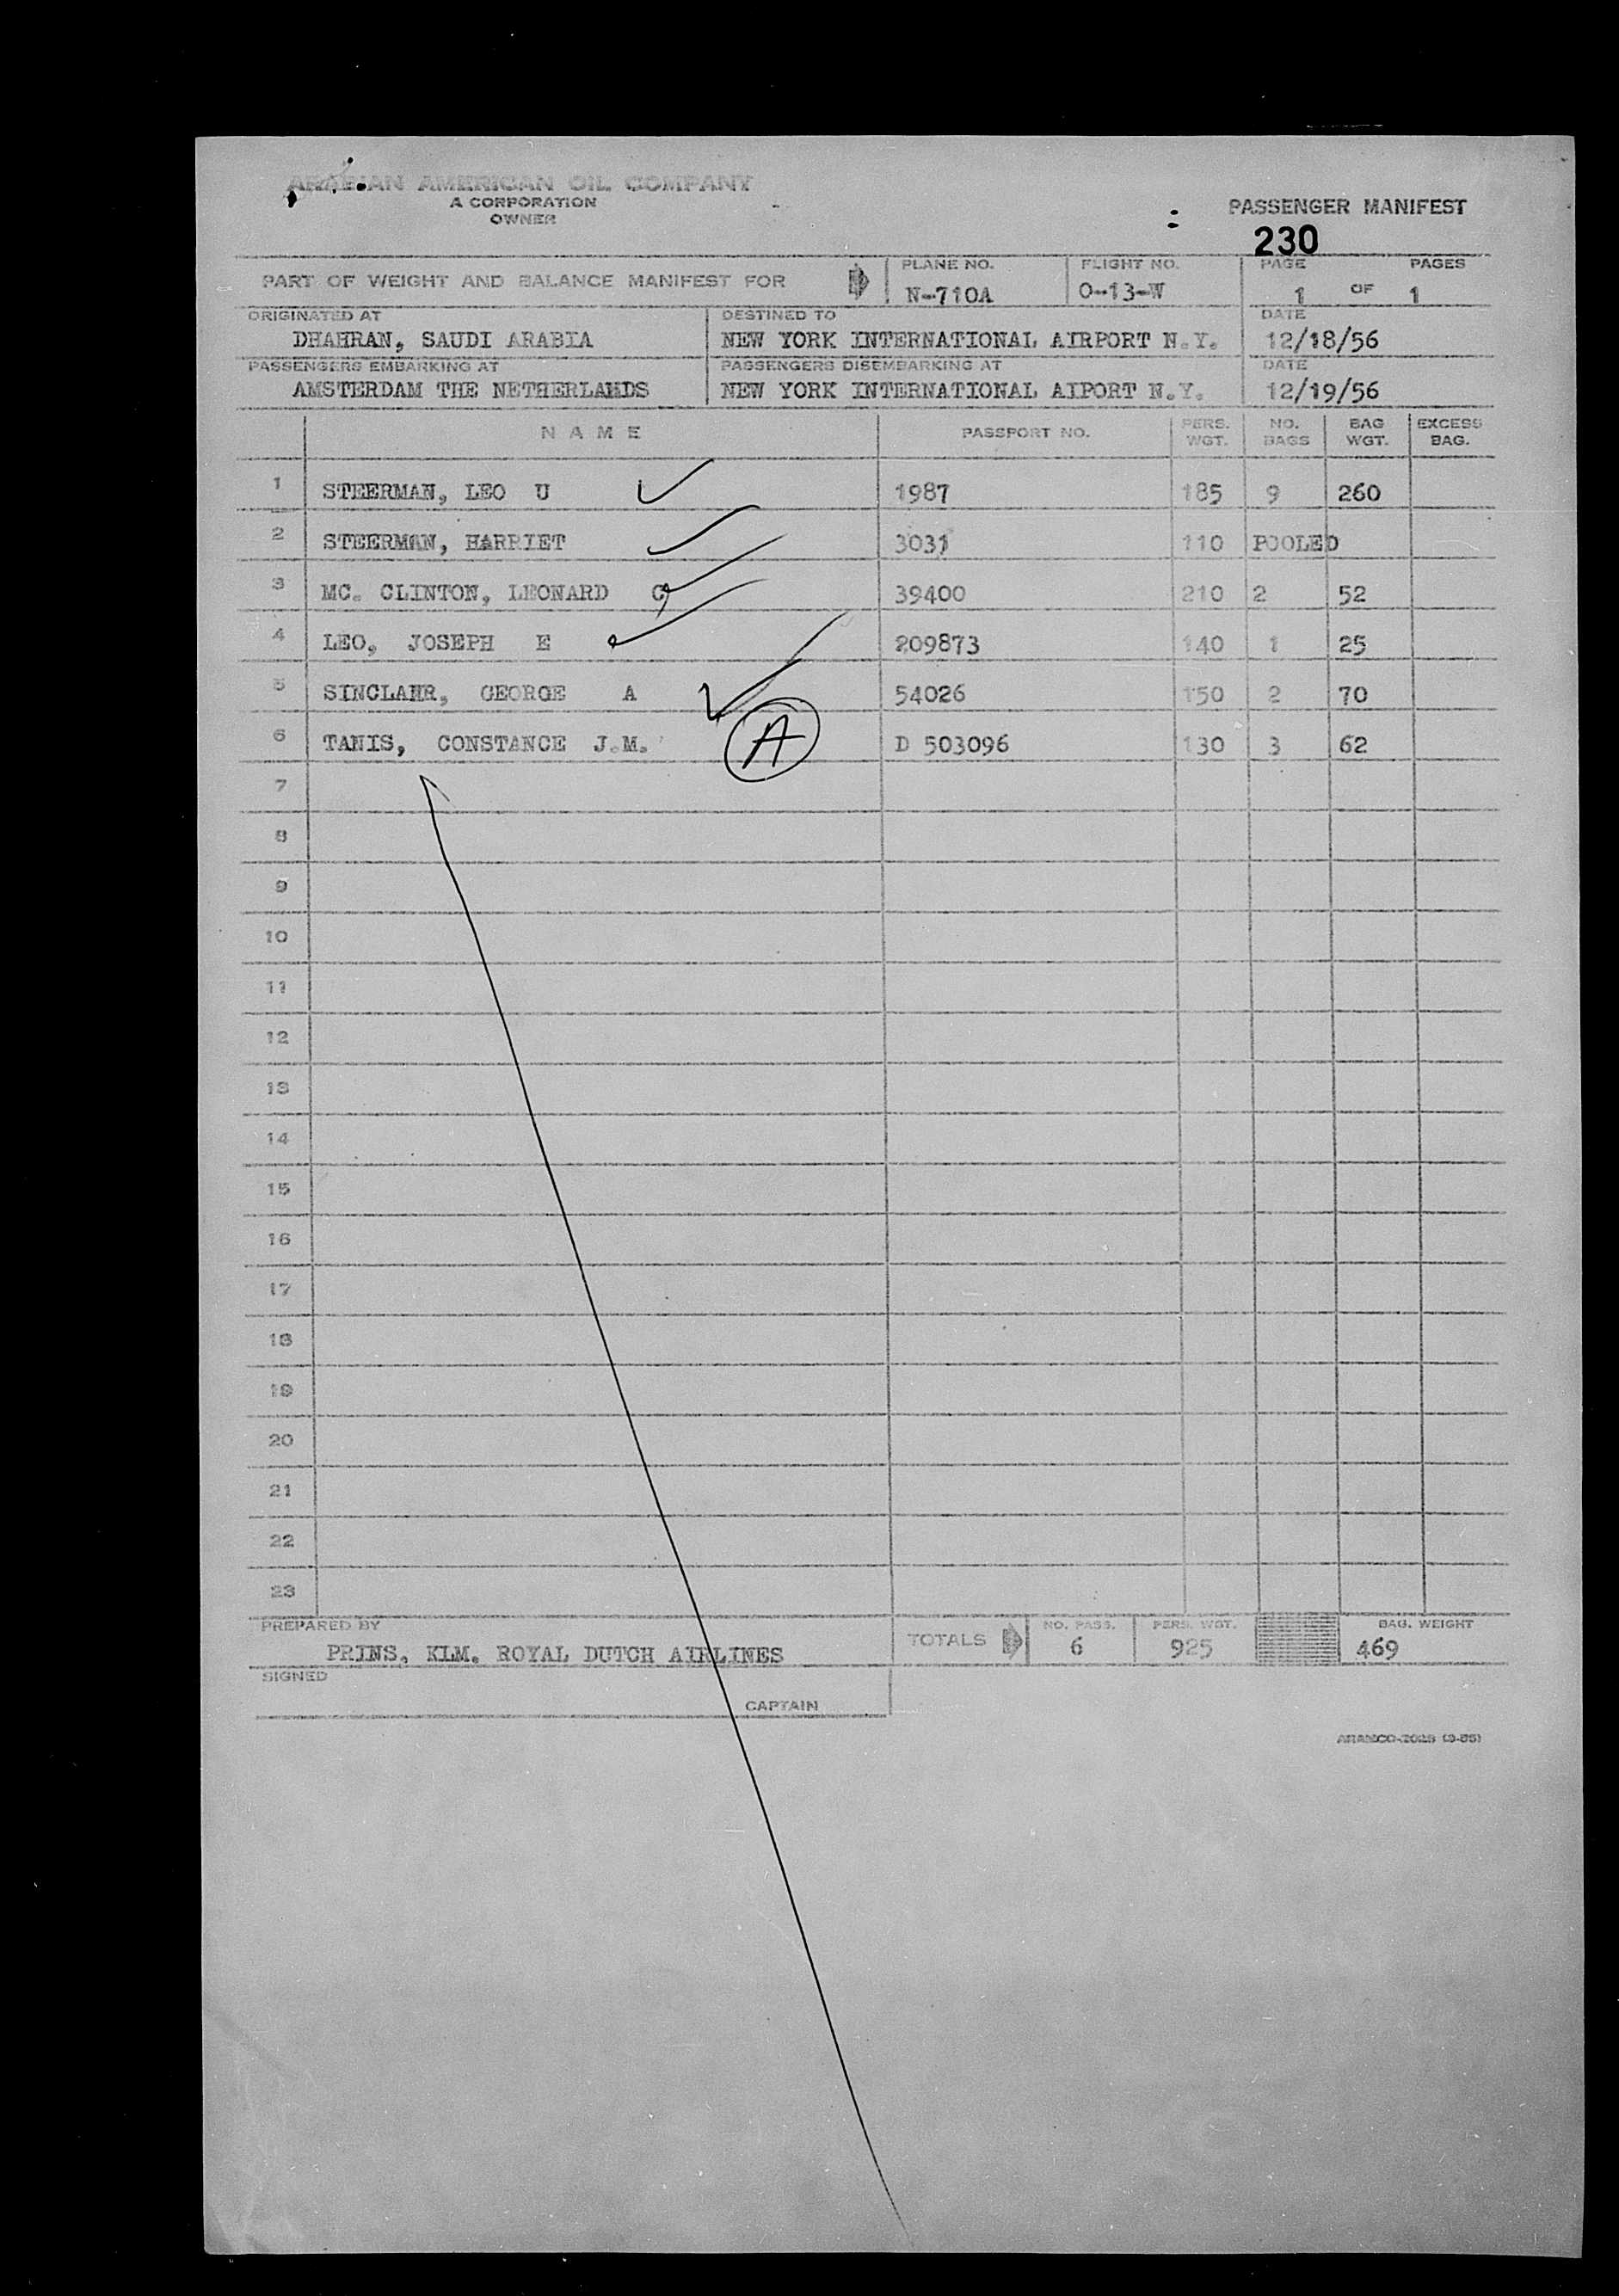 ARABIAN AMERICAN OIL COMPANY
A CORPORATION
OWNER
PASSENGER MANIFEST
230
PART OF WEIGHT AND BALANCE MANIFEST FOR
PLANE NO. FLIGHT NO. PAGE PAGES
N-710A O-13-W 1 OF 1
ORIGINATED AT DESTINED TO DATE
DHAHRAN, SAUDI ARABIA NEW YORK INTERNATIONAL AIRPORT N.Y. 12/18/56
PASSENGERS EMBARKING AT PASSENGERS DISEMBARKING AT DATE
AMSTERDAM THE NETHERLANDS NEW YORK INTERNATIONAL AIPORT N.Y. 12/19/56
NAME PASSPORT NO. PERS. WGT. NO. BAGS BAG WGT. EXCESS BAG.
1 STEERMAN, LEO U 1987 185 9 260
2 STEERMAN, HARRIET 3031 110 POOLED
3 MC. CLINTON, LEONARD C 39400 210 2 52
4 LEO, JOSEPH E 209873 140 1 25
5 SINCLAIR, GEORGE A 54026 150 2 70
6 TANIS, CONSTANCE J.M. A D 503096 130 3 62
7
8
9
10
11
12
13
14
15
16
17
18
19
20
21
22
23
PREPARED BY TOTALS NO. PASS. PERS. WGT. BAG. WEIGHT
PRINS, KLM. ROYAL DUTCH AIRLINES 6 925 469
SIGNED
CAPTAIN